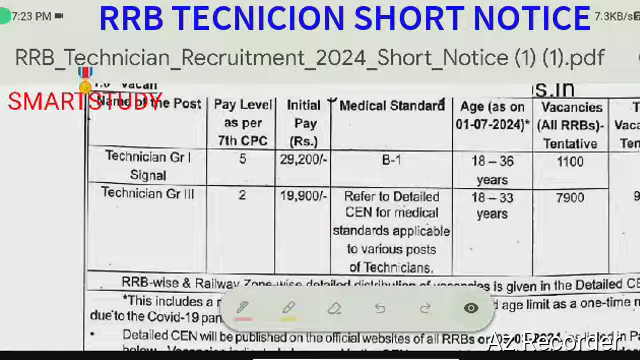 7:23 PM
RRB TECNICION SHORT NOTICE
7.3KB/s
RRB_Technician_Recruitment_2024_Short_Notice (1) (1).pdf
s.in
SMARTSTUDY
Name of the Post
Pay Level as per 7th CPC
Initial Pay (Rs.)
Medical Standard
Age (as on 01-07-2024)*
Vacancies (All RRBs)- Tentative
Technician Gr I Signal
5
29,200/-
B-1
18 – 36 years
1100
Technician Gr III
2
19,900/-
Refer to Detailed CEN for medical standards applicable to various posts of Technicians.
18 – 33 years
7900
RRB-wise & Railway Zone-wise detailed distribution of vacancies is given in the Detailed CE
*This includes a
age limit as a one-time
due to the Covid-19 pan
• Detailed CEN will be published on the official websites of all RRBs on
Az Recorder